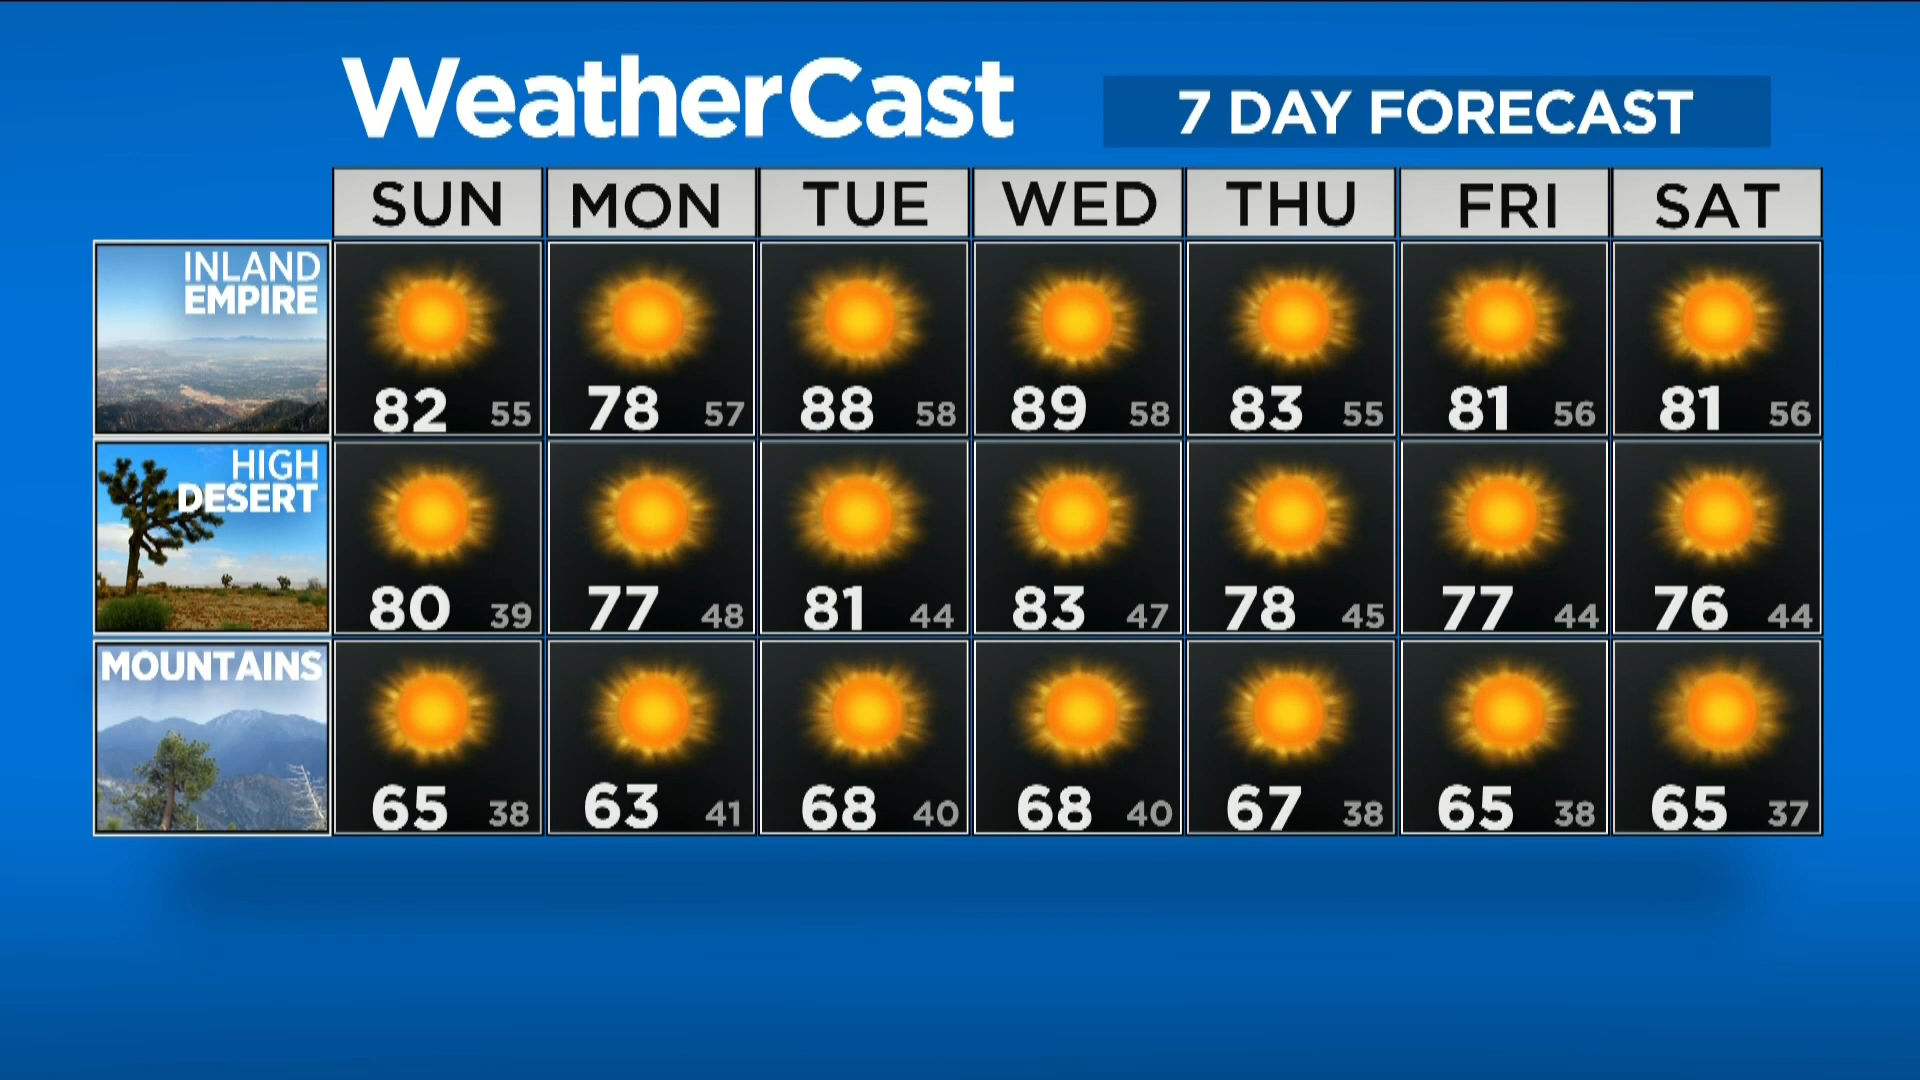 WeatherCast
7 DAY FORECAST
SUN MON TUE WED THU FRI SAT
INLAND
EMPIRE
82 55 78 57 88 58 89 58 83 55 81 56 81 56
HIGH
DESERT
80 39 77 48 81 44 83 47 78 45 77 44 76 44
MOUNTAINS
65 38 63 41 68 40 68 40 67 38 65 38 65 37